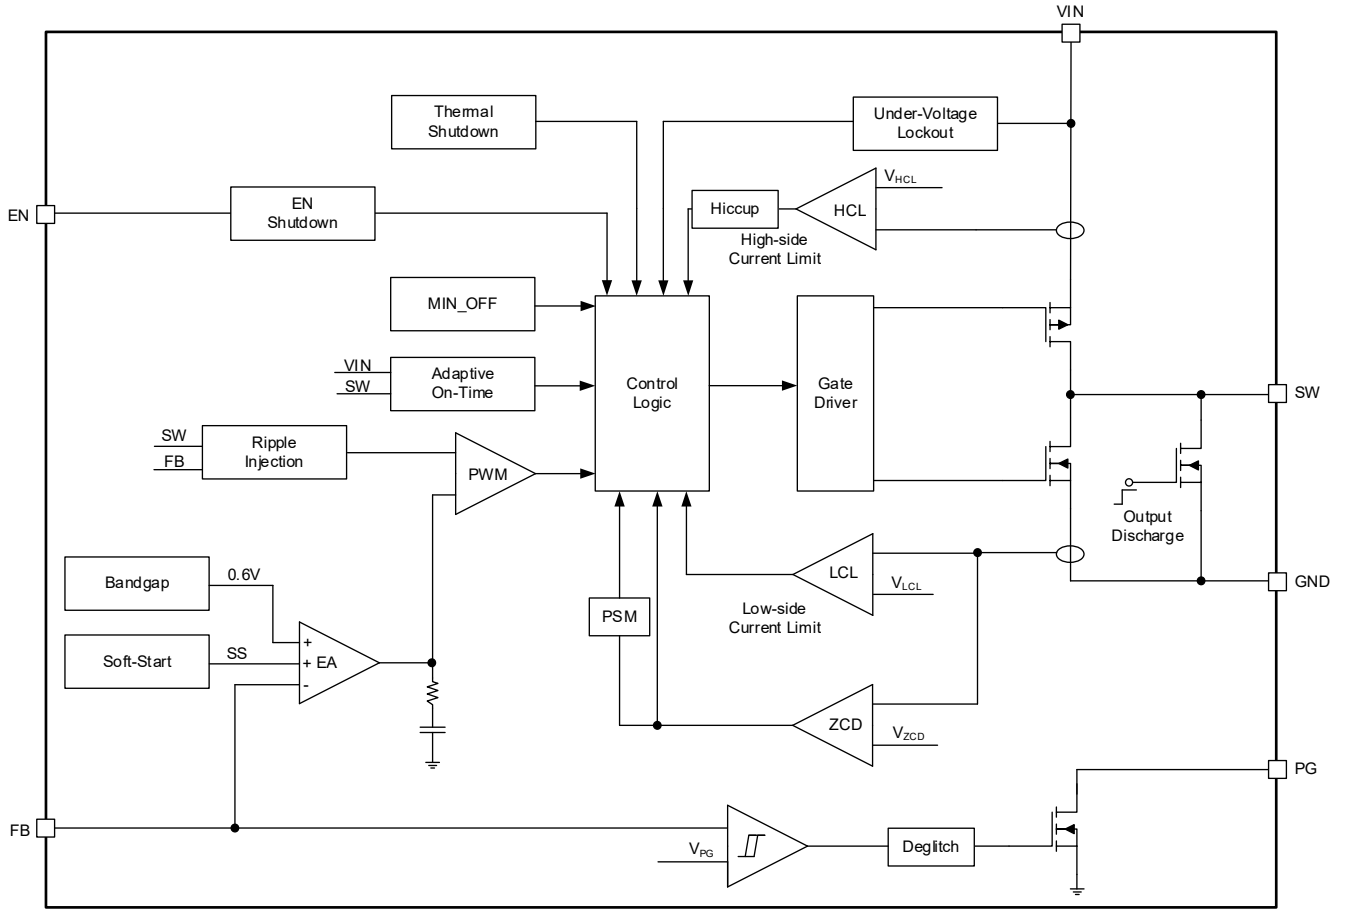 VIN
Thermal
Shutdown
Under-Voltage
Lockout
EN
EN
Shutdown
Hiccup
HCL
VHCL
High-side
Current Limit
MIN_OFF
VIN
SW
Adaptive
On-Time
Control
Logic
Gate
Driver
SW
SW
FB
Ripple
Injection
PWM
Output
Discharge
Bandgap
0.6V
LCL
VLCL
GND
PSM
Low-side
Current Limit
Soft-Start
SS
+
+ EA
-
ZCD
VZCD
PG
FB
VPG
Deglitch